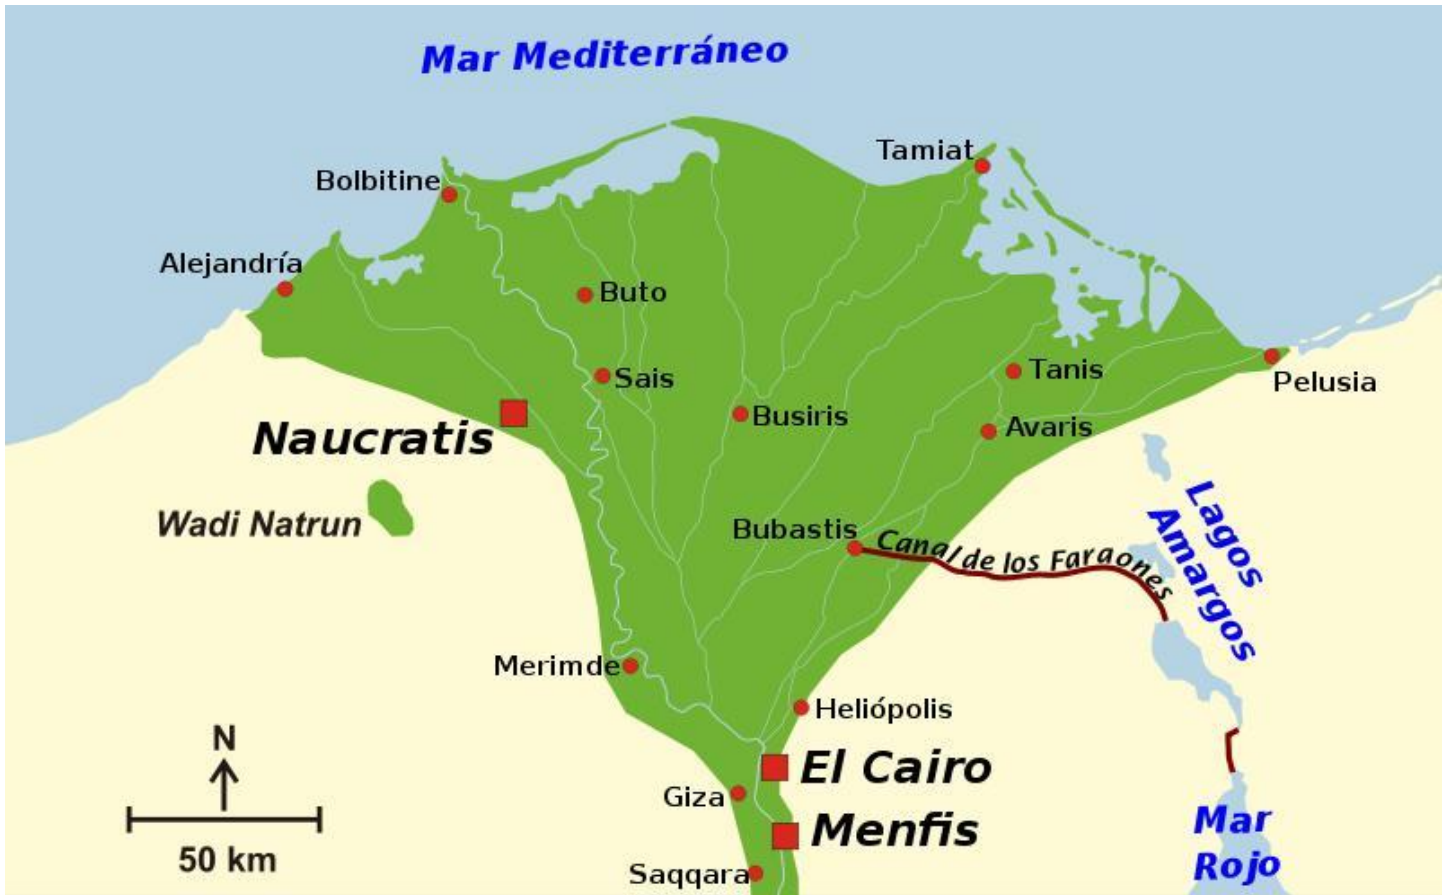 Mar Mediterráneo
Tamiat
Bolbitine
Alejandría
Buto
Sais
Tanis
Pelusia
Busiris
Avaris
Naucratis
Wadi Natrun
Bubastis
Canal de los Faraones
Lagos
Amargos
Merimde
Heliópolis
N
El Cairo
Giza
Menfis
50 km
Mar
Rojo
Saqqara